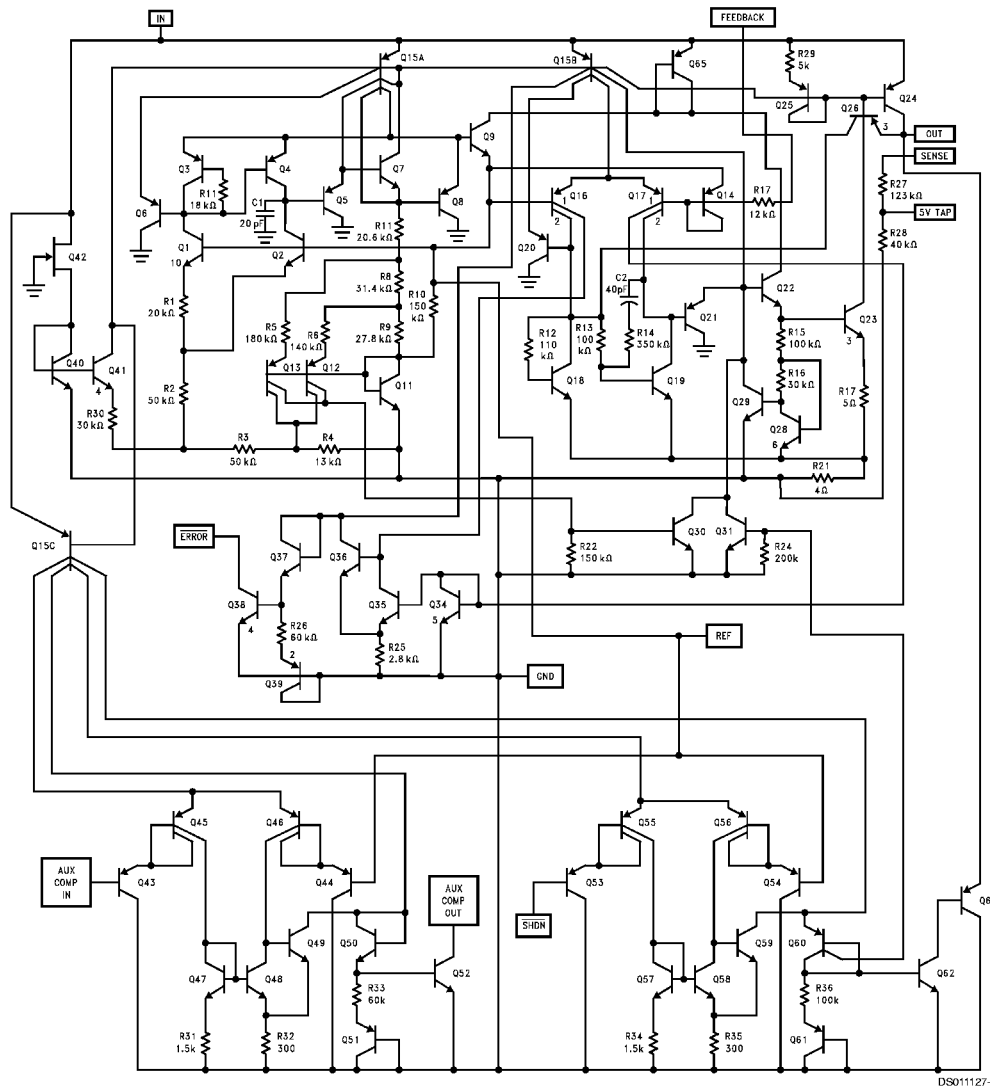 IN
FEEDBACK
Q15A
Q15B
Q65
R29
5k
Q25
Q26
Q24
3
OUT
SENSE
R27
123 kΩ
5V TAP
R28
40 kΩ
Q3
R11
18 kΩ
Q4
Q9
Q6
C1
20 pF
Q5
Q7
Q8
Q16
1
2
Q17
1
2
Q14
R17
12 kΩ
Q42
Q1
10
Q2
R11
20.6 kΩ
Q20
C2
40pF
Q21
Q22
Q23
3
R1
20 kΩ
R5
180 kΩ
R6
140 kΩ
R8
31.4 kΩ
R9
27.8 kΩ
R10
150
kΩ
R12
110
kΩ
R13
100
kΩ
R14
350 kΩ
R15
100 kΩ
R16
30 kΩ
R17
5Ω
Q40
Q41
4
R30
30 kΩ
R2
50 kΩ
Q13
Q12
Q11
Q18
Q19
Q29
Q28
6
R3
50 kΩ
R4
13 kΩ
R21
4Ω
Q15C
ERROR
Q37
Q36
R22
150 kΩ
Q30
Q31
R24
200k
Q38
4
Q35
Q34
5
R26
60 kΩ
R25
2.8 kΩ
2
Q39
REF
GND
Q45
Q46
Q55
Q56
AUX
COMP
IN
Q43
Q44
AUX
COMP
OUT
Q53
SHDN
Q54
Q6
Q47
Q48
Q49
Q50
Q52
Q57
Q58
Q59
Q60
Q62
R33
60k
R36
100k
R31
1.5k
R32
300
Q51
R34
1.5k
R35
300
Q61
DS011127-